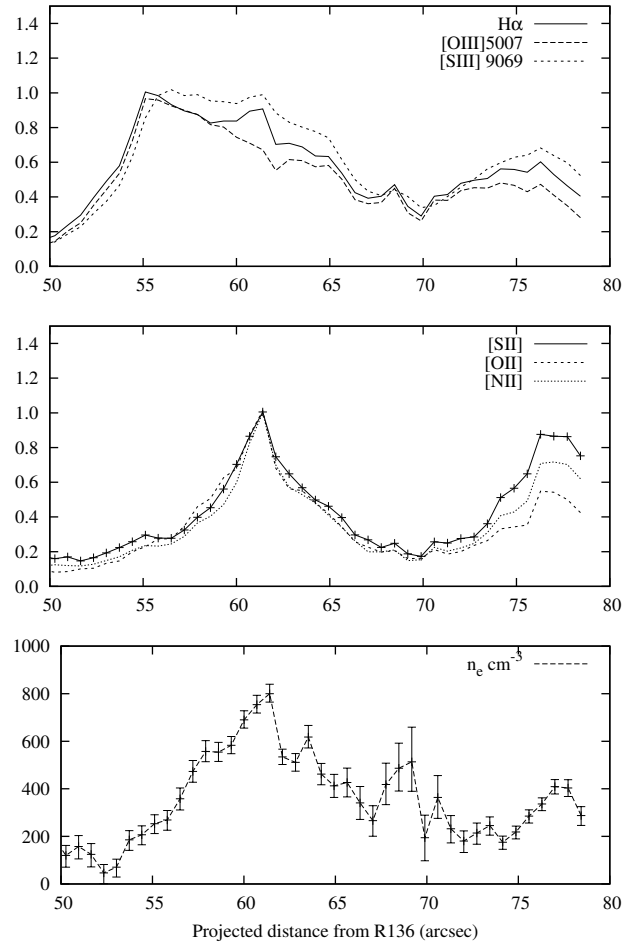 Hα
[OIII]5007
[SIII] 9069
1.4
1.2
1.0
0.8
0.6
0.4
0.2
0.0
50 55 60 65 70 75 80
[SII]
[OII]
[NII]
1.4
1.2
1.0
0.8
0.6
0.4
0.2
0.0
50 55 60 65 70 75 80
n_e cm^-3
1000
800
600
400
200
0
50 55 60 65 70 75 80
Projected distance from R136 (arcsec)